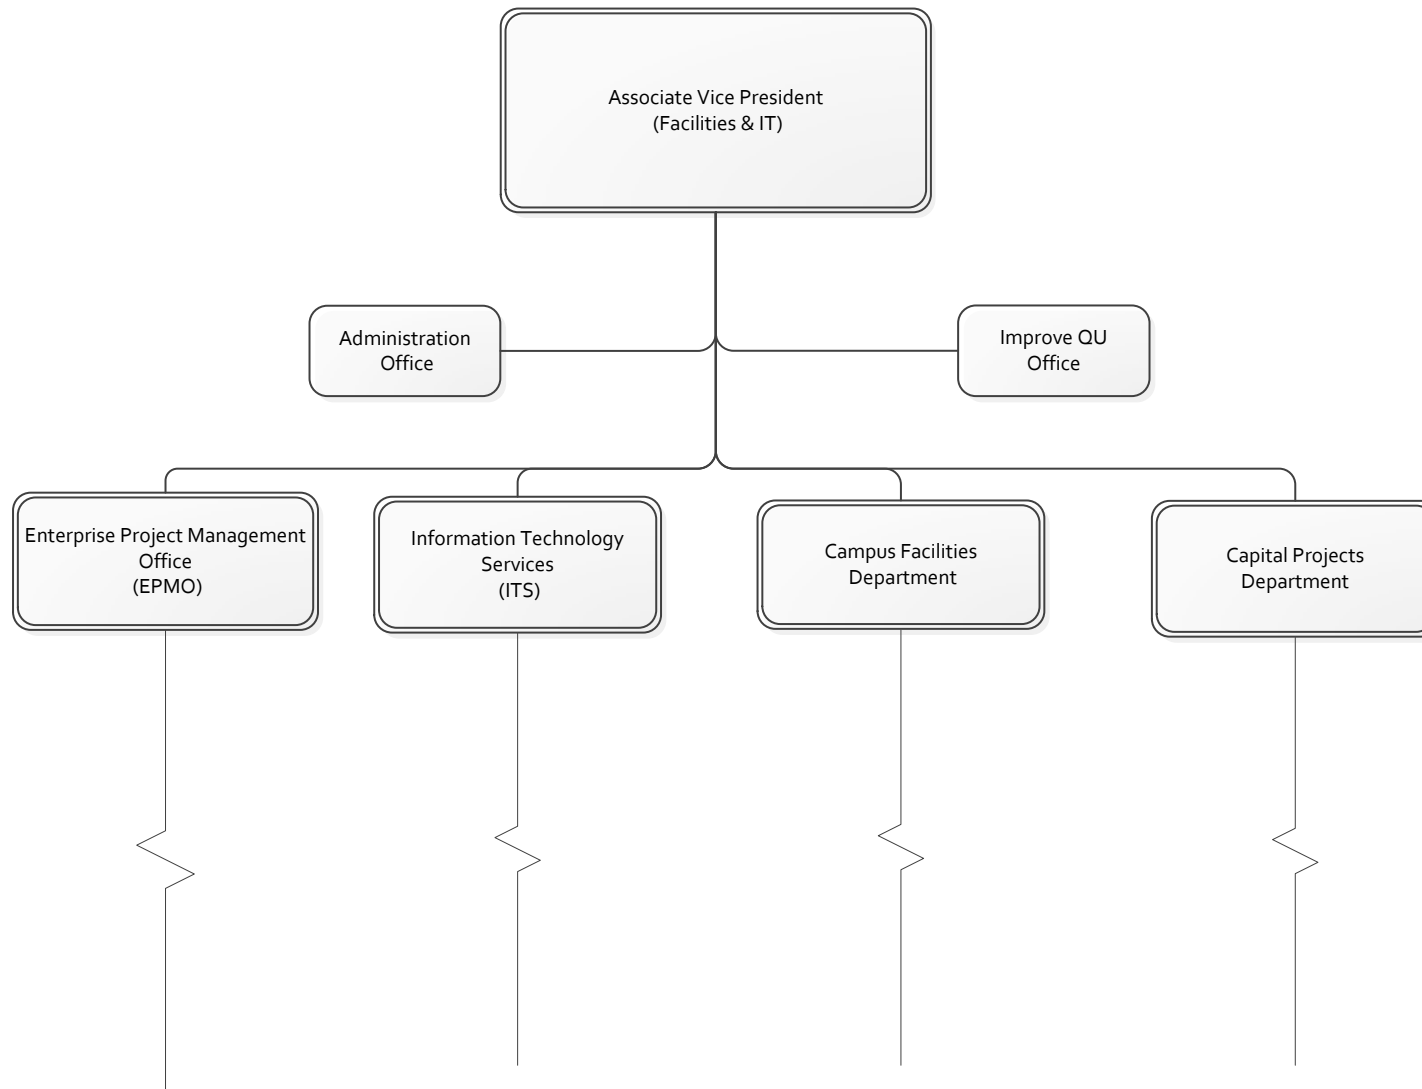 Associate Vice President
(Facilities & IT)
Administration
Office
Improve QU
Office
Enterprise Project Management
Office
(EPMO)
Information Technology
Services
(ITS)
Campus Facilities
Department
Capital Projects
Department